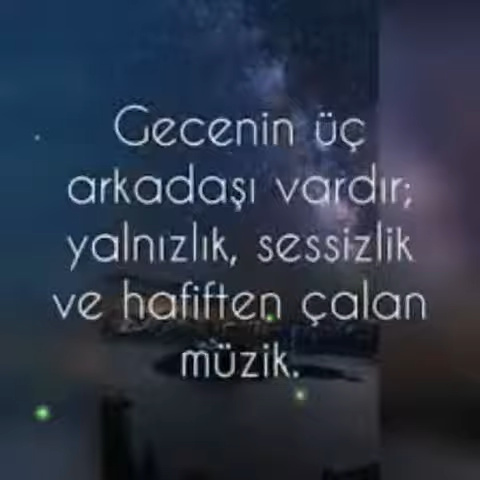 Gecenin üç
arkadaşı vardır;
yalnızlık, sessizlik
ve hafiften çalan
müzik.